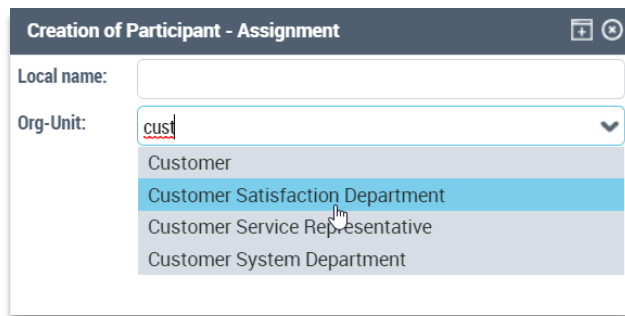 Creation of Participant - Assignment
Local name:
Org-Unit:
cust
Customer
Customer Satisfaction Department
Customer Service Representative
Customer System Department